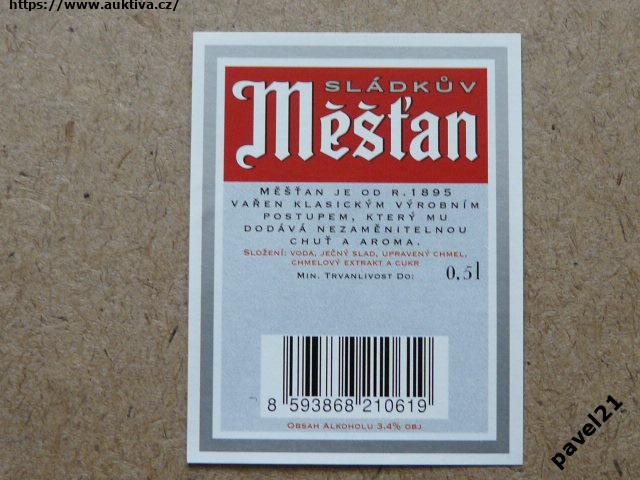 https://www.auktiva.cz/
SLÁDKŮV
Měšťan
MĚŠŤAN JE OD R.1895
VAŘEN KLASICKÝM VÝROBNÍM
POSTUPEM, KTERÝ MU
DODÁVÁ NEZAMĚNITELNOU
CHUŤ A AROMA.
SLOŽENÍ: VODA, JEČNÝ SLAD, UPRAVENÝ CHMEL,
CHMELOVÝ EXTRAKT A CUKR
MIN. TRVANLIVOST DO: 0,5l
8 593868 210619
OBSAH ALKOHOLU 3.4% OBJ
pavel21